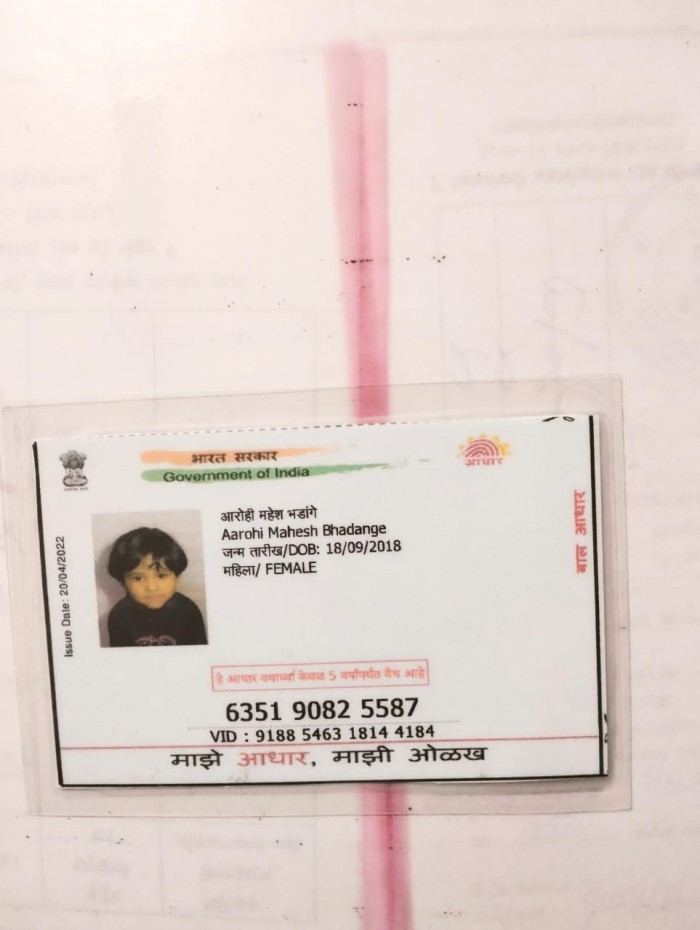 भारत सरकार
Government of India
आधार
Issue Date: 20/04/2022
आरोही महेश भडांगे
Aarohi Mahesh Bhadange
जन्म तारीख/DOB: 18/09/2018
महिला/ FEMALE
बाल आधार
हे आधार वयाच्या केवळ 5 वर्षापर्यंत वैध आहे
6351 9082 5587
VID : 9188 5463 1814 4184
माझे आधार, माझी ओळख